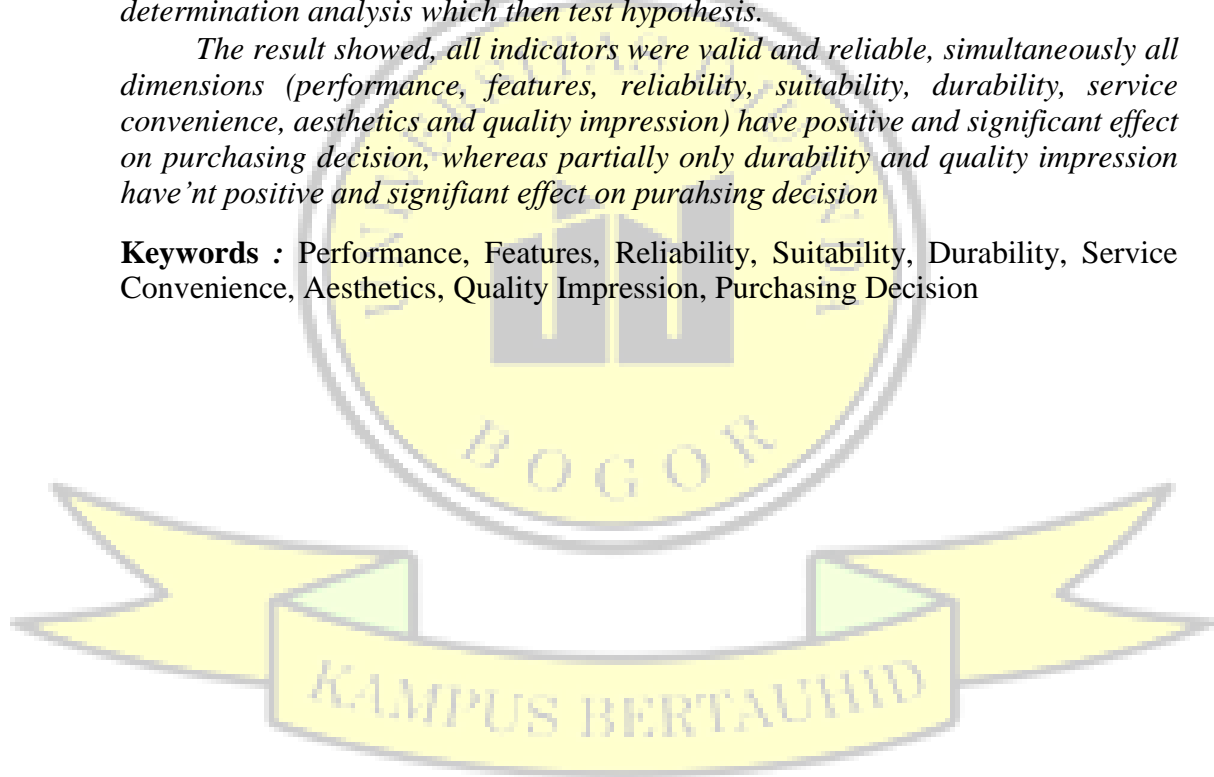 determination analysis which then test hypothesis.
The result showed, all indicators were valid and reliable, simultaneously all
dimensions (performance, features, reliability, suitability, durability, service
convenience, aesthetics and quality impression) have positive and significant effect
on purchasing decision, whereas partially only durability and quality impression
have'nt positive and signifiant effect on purahsing decision
Keywords : Performance, Features, Reliability, Suitability, Durability, Service
Convenience, Aesthetics, Quality Impression, Purchasing Decision
BOGOR
KAMPUS BERTAUHID